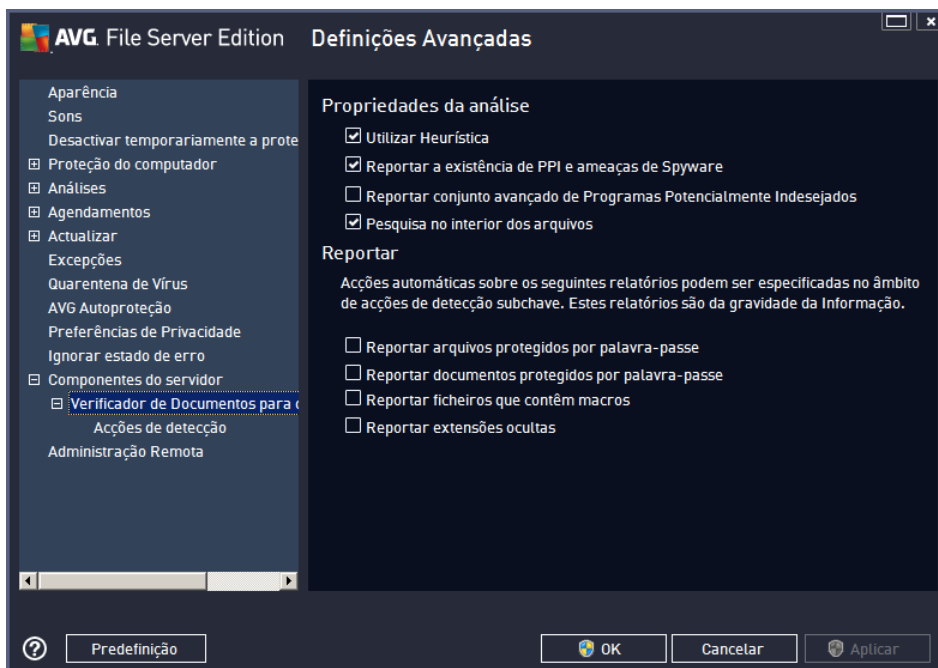 AVG. File Server Edition Definições Avançadas
Aparência
Sons
Desactivar temporariamente a prote
Proteção do computador
Análises
Agendamentos
Actualizar
Excepções
Quarentena de Vírus
AVG Autoproteção
Preferências de Privacidade
Ignorar estado de erro
Componentes do servidor
Verificador de Documentos para
Acções de detecção
Administração Remota
Propriedades da análise
Utilizar Heurística
Reportar a existência de PPI e ameaças de Spyware
Reportar conjunto avançado de Programas Potencialmente Indesejados
Pesquisa no interior dos arquivos
Reportar
Acções automáticas sobre os seguintes relatórios podem ser especificadas no âmbito
de acções de detecção subchave. Estes relatórios são da gravidade da Informação.
Reportar arquivos protegidos por palavra-passe
Reportar documentos protegidos por palavra-passe
Reportar ficheiros que contêm macros
Reportar extensões ocultas
Predefinição
OK
Cancelar
Aplicar